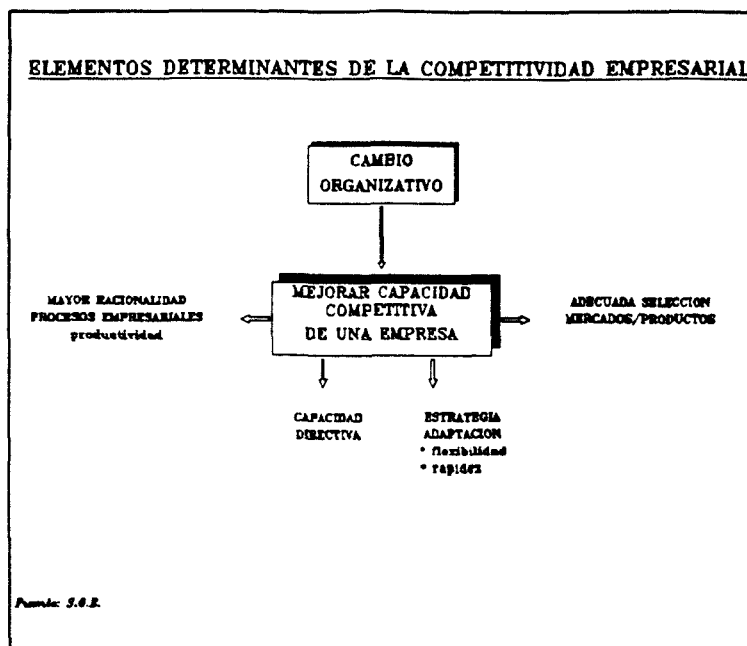 ELEMENTOS DETERMINANTES DE LA COMPETITIVIDAD EMPRESARIAL
CAMBIO
ORGANIZATIVO
MEJORAR CAPACIDAD
COMPETITIVA
DE UNA EMPRESA
MAYOR RACIONALIDAD
PROCESOS EMPRESARIALES
productividad
ADECUADA SELECCION
MERCADOS/PRODUCTOS
CAPACIDAD
DIRECTIVA
ESTRATEGIA
ADAPTACION
* flexibilidad
* rapidez